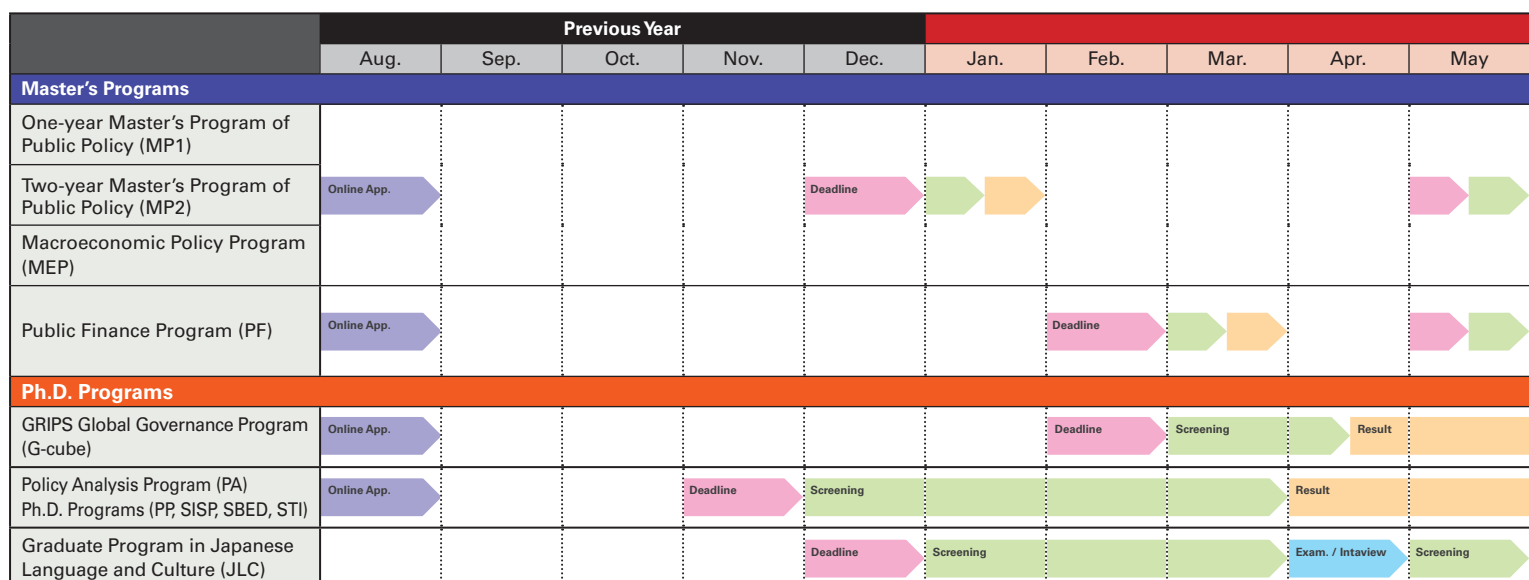 Previous Year
Aug. Sep. Oct. Nov. Dec. Jan. Feb. Mar. Apr. May
Master's Programs
One-year Master's Program of
Public Policy (MP1)
Two-year Master's Program of
Public Policy (MP2)
Online App. Deadline
Macroeconomic Policy Program
(MEP)
Public Finance Program (PF)
Online App. Deadline
Ph.D. Programs
GRIPS Global Governance Program
(G-cube)
Online App. Deadline Screening Result
Policy Analysis Program (PA)
Ph.D. Programs (PP, SISP, SBED, STI)
Online App. Deadline Screening Result
Graduate Program in Japanese
Language and Culture (JLC)
Deadline Screening Exam. / Intaview Screening